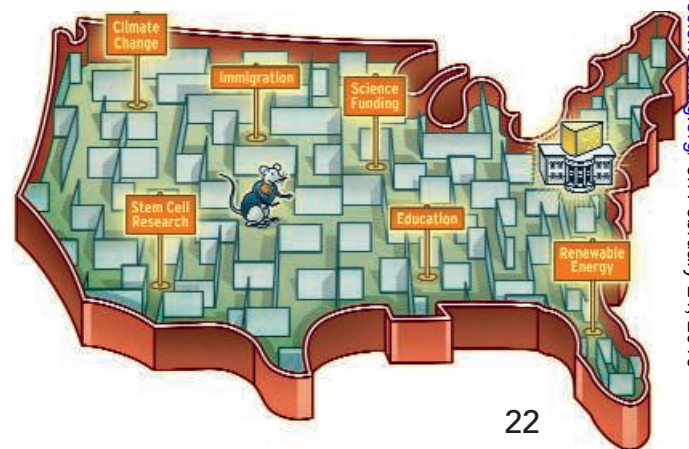 Climate
Change
Immigration
Science
Funding
Stem Cell
Research
Education
Renewable
Energy
22